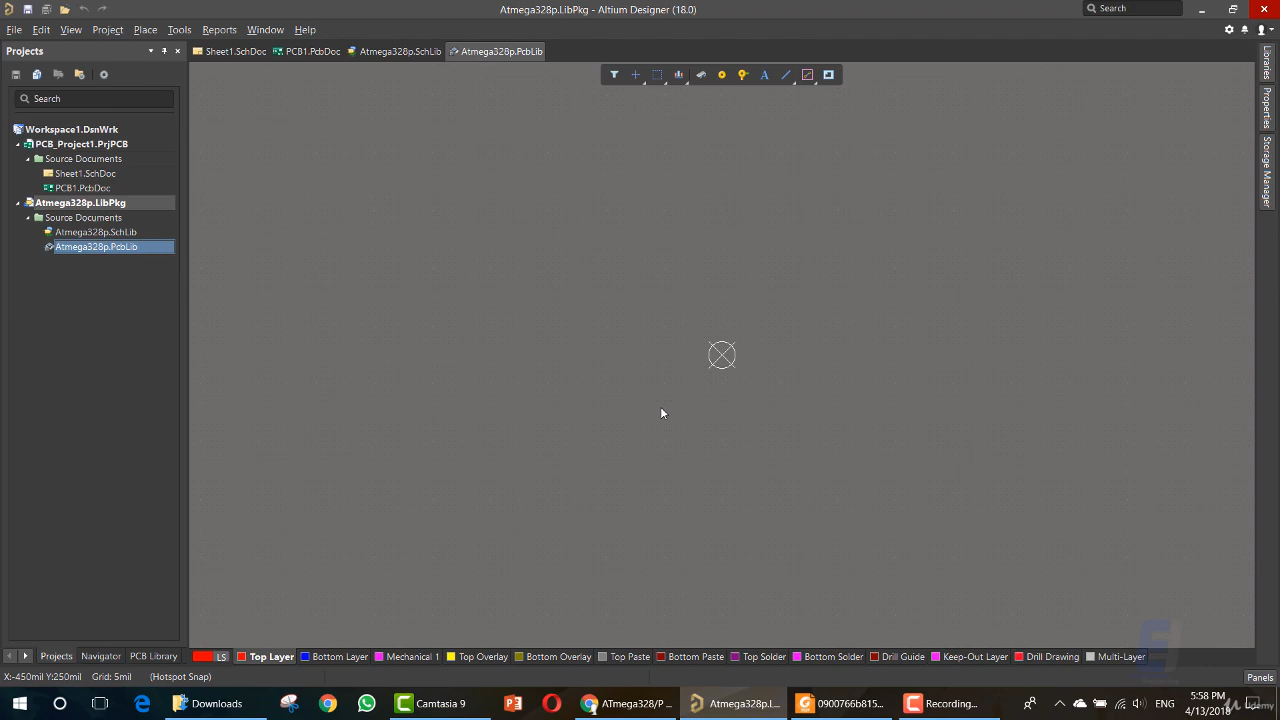 Atmega328p.LibPkg - Altium Designer (18.0)
Search
File Edit View Project Place Tools Reports Window Help
Projects
Sheet1.SchDoc PCB1.PcbDoc Atmega328p.SchLib Atmega328p.PcbLib
Search
Workspace1.DsnWrk
PCB_Project1.PrjPCB
Source Documents
Sheet1.SchDoc
PCB1.PcbDoc
Atmega328p.LibPkg
Source Documents
Atmega328p.SchLib
Atmega328p.PcbLib
Libraries
Properties
Storage Manager
Projects Navigator PCB Library
LS Top Layer Bottom Layer Mechanical 1 Top Overlay Bottom Overlay Top Paste Bottom Paste Top Solder Bottom Solder Drill Guide Keep-Out Layer Drill Drawing Multi-Layer
X:-450mil Y:250mil Grid: 5mil (Hotspot Snap)
Panels
Downloads Camtasia 9 ATmega328/P ... Atmega328p.L... 0900766b815... Recording... ENG
5:58 PM
4/13/2018
Udemy